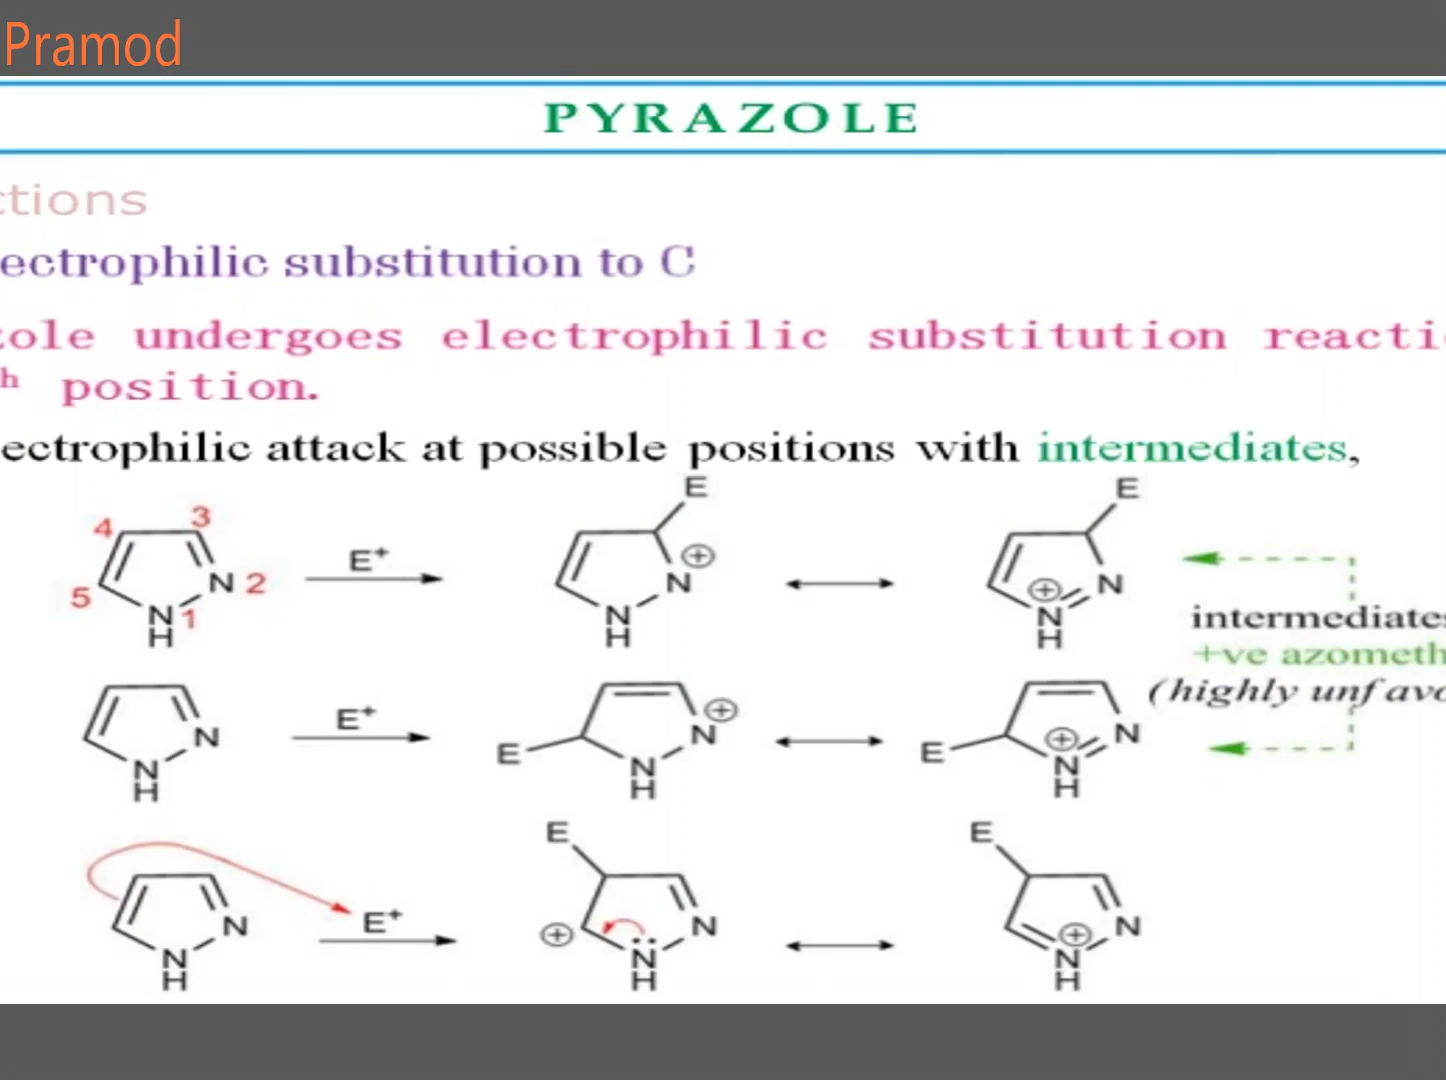 Pramod
PYRAZOLE
ctions
ectrophilic substitution to C
zole undergoes electrophilic substitution reacti
h position.
ectrophilic attack at possible positions with intermediates,
E E
4 3
E⁺ ⊕
5 N 2 N ⊕ N
N 1 N N
H H H
intermediates
+ve azometh
(highly unfavo
E⁺ ⊕
N E N E ⊕ N
N N N
H H H
E E
E⁺
N ⊕ N ⊕ N
N N N
H H H